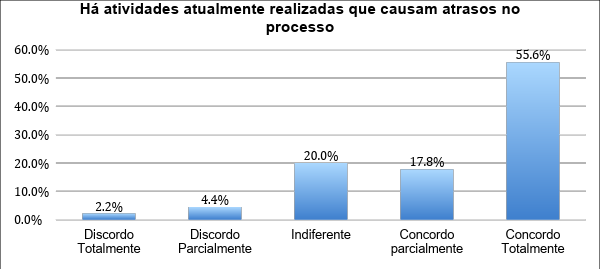 Há atividades atualmente realizadas que causam atrasos no
processo
60.0%
50.0%
40.0%
30.0%
20.0%
10.0%
0.0%
2.2%
4.4%
20.0%
17.8%
55.6%
Discordo
Totalmente
Discordo
Parcialmente
Indiferente
Concordo
parcialmente
Concordo
Totalmente